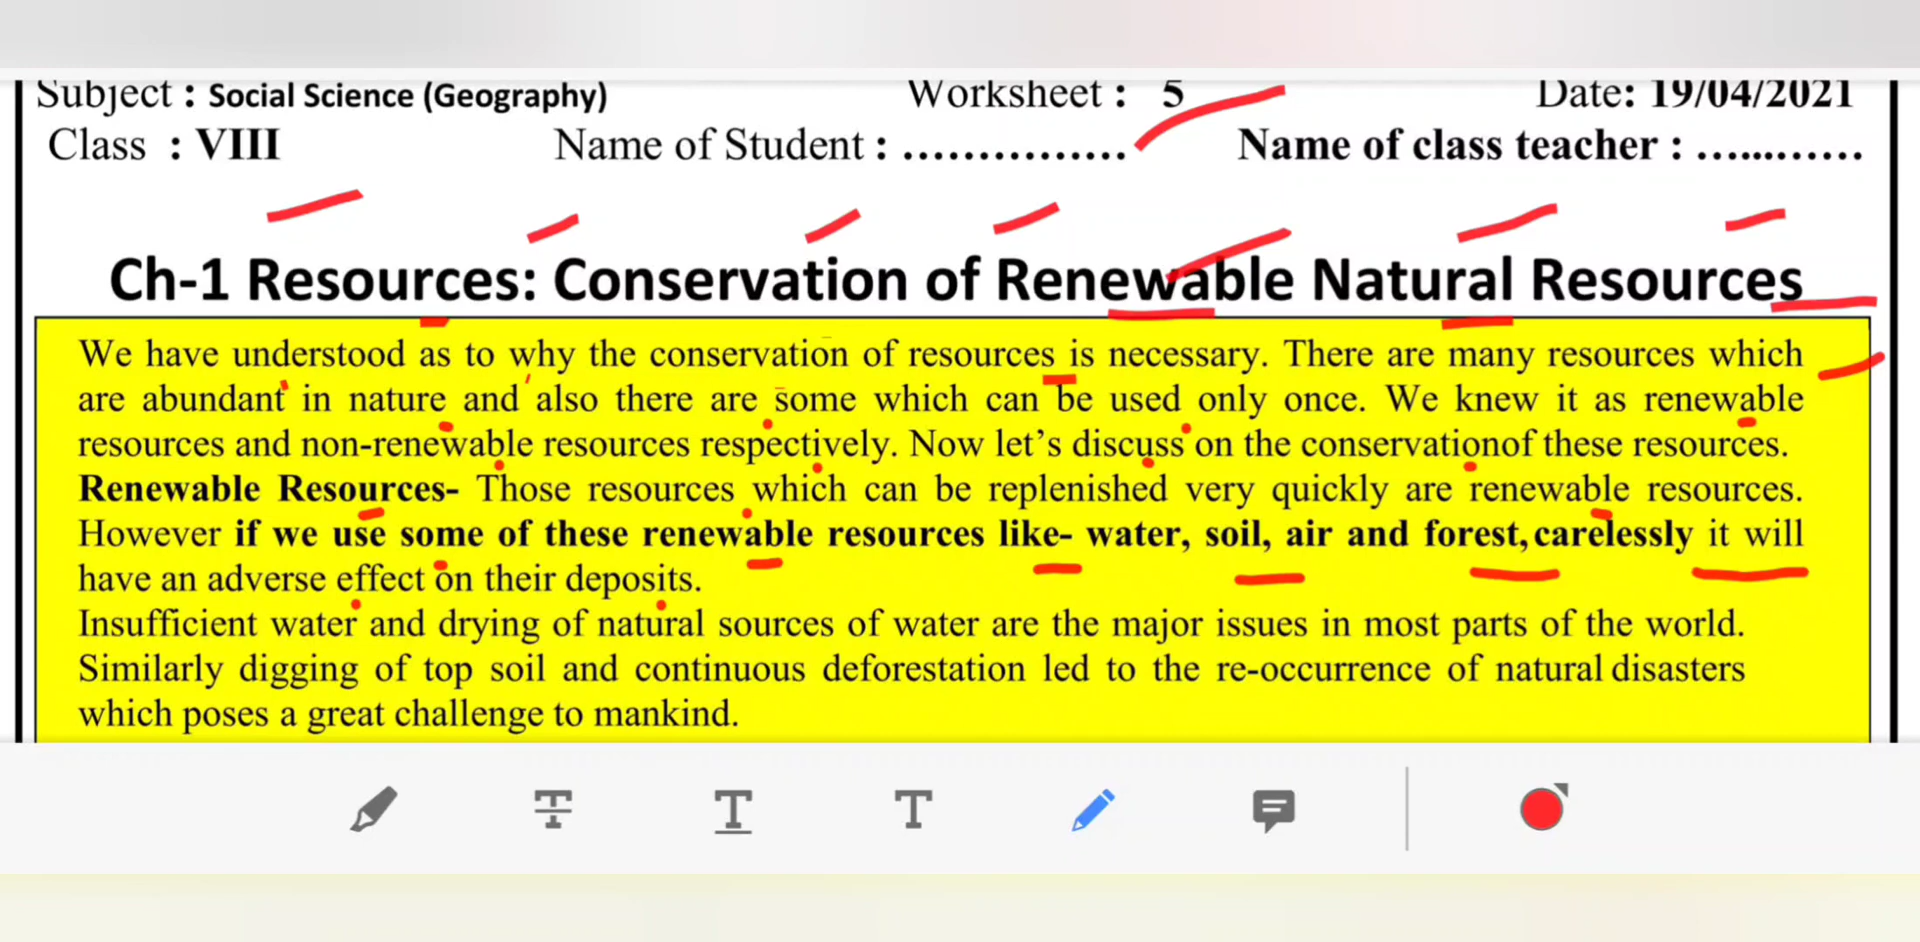 Subject : Social Science (Geography) Worksheet : 5 Date: 19/04/2021
Class : VIII Name of Student : ............... Name of class teacher : .............
Ch-1 Resources: Conservation of Renewable Natural Resources
We have understood as to why the conservation of resources is necessary. There are many resources which
are abundant in nature and also there are some which can be used only once. We knew it as renewable
resources and non-renewable resources respectively. Now let's discuss on the conservationof these resources.
Renewable Resources- Those resources which can be replenished very quickly are renewable resources.
However if we use some of these renewable resources like- water, soil, air and forest, carelessly it will
have an adverse effect on their deposits.
Insufficient water and drying of natural sources of water are the major issues in most parts of the world.
Similarly digging of top soil and continuous deforestation led to the re-occurrence of natural disasters
which poses a great challenge to mankind.